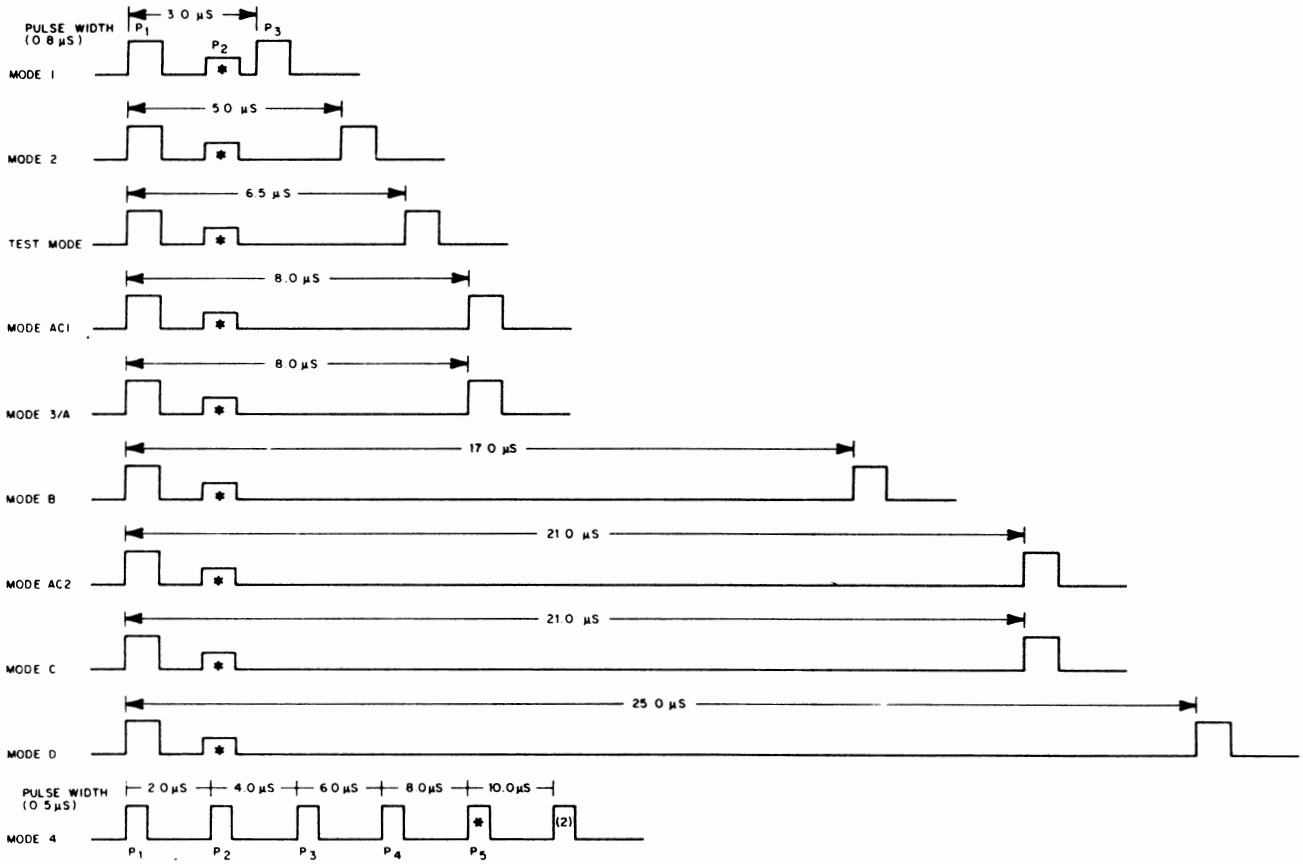 3.0 µS
PULSE WIDTH
(0.8 µS)
P1 P2 P3
*
MODE 1
5.0 µS
*
MODE 2
6.5 µS
*
TEST MODE
8.0 µS
*
MODE AC1
8.0 µS
*
MODE 3/A
17.0 µS
*
MODE B
21.0 µS
*
MODE AC2
21.0 µS
*
MODE C
25.0 µS
*
MODE D
PULSE WIDTH
(0.5 µS)
2.0 µS 4.0 µS 6.0 µS 8.0 µS 10.0 µS
* (2)
MODE 4
P1 P2 P3 P4 P5